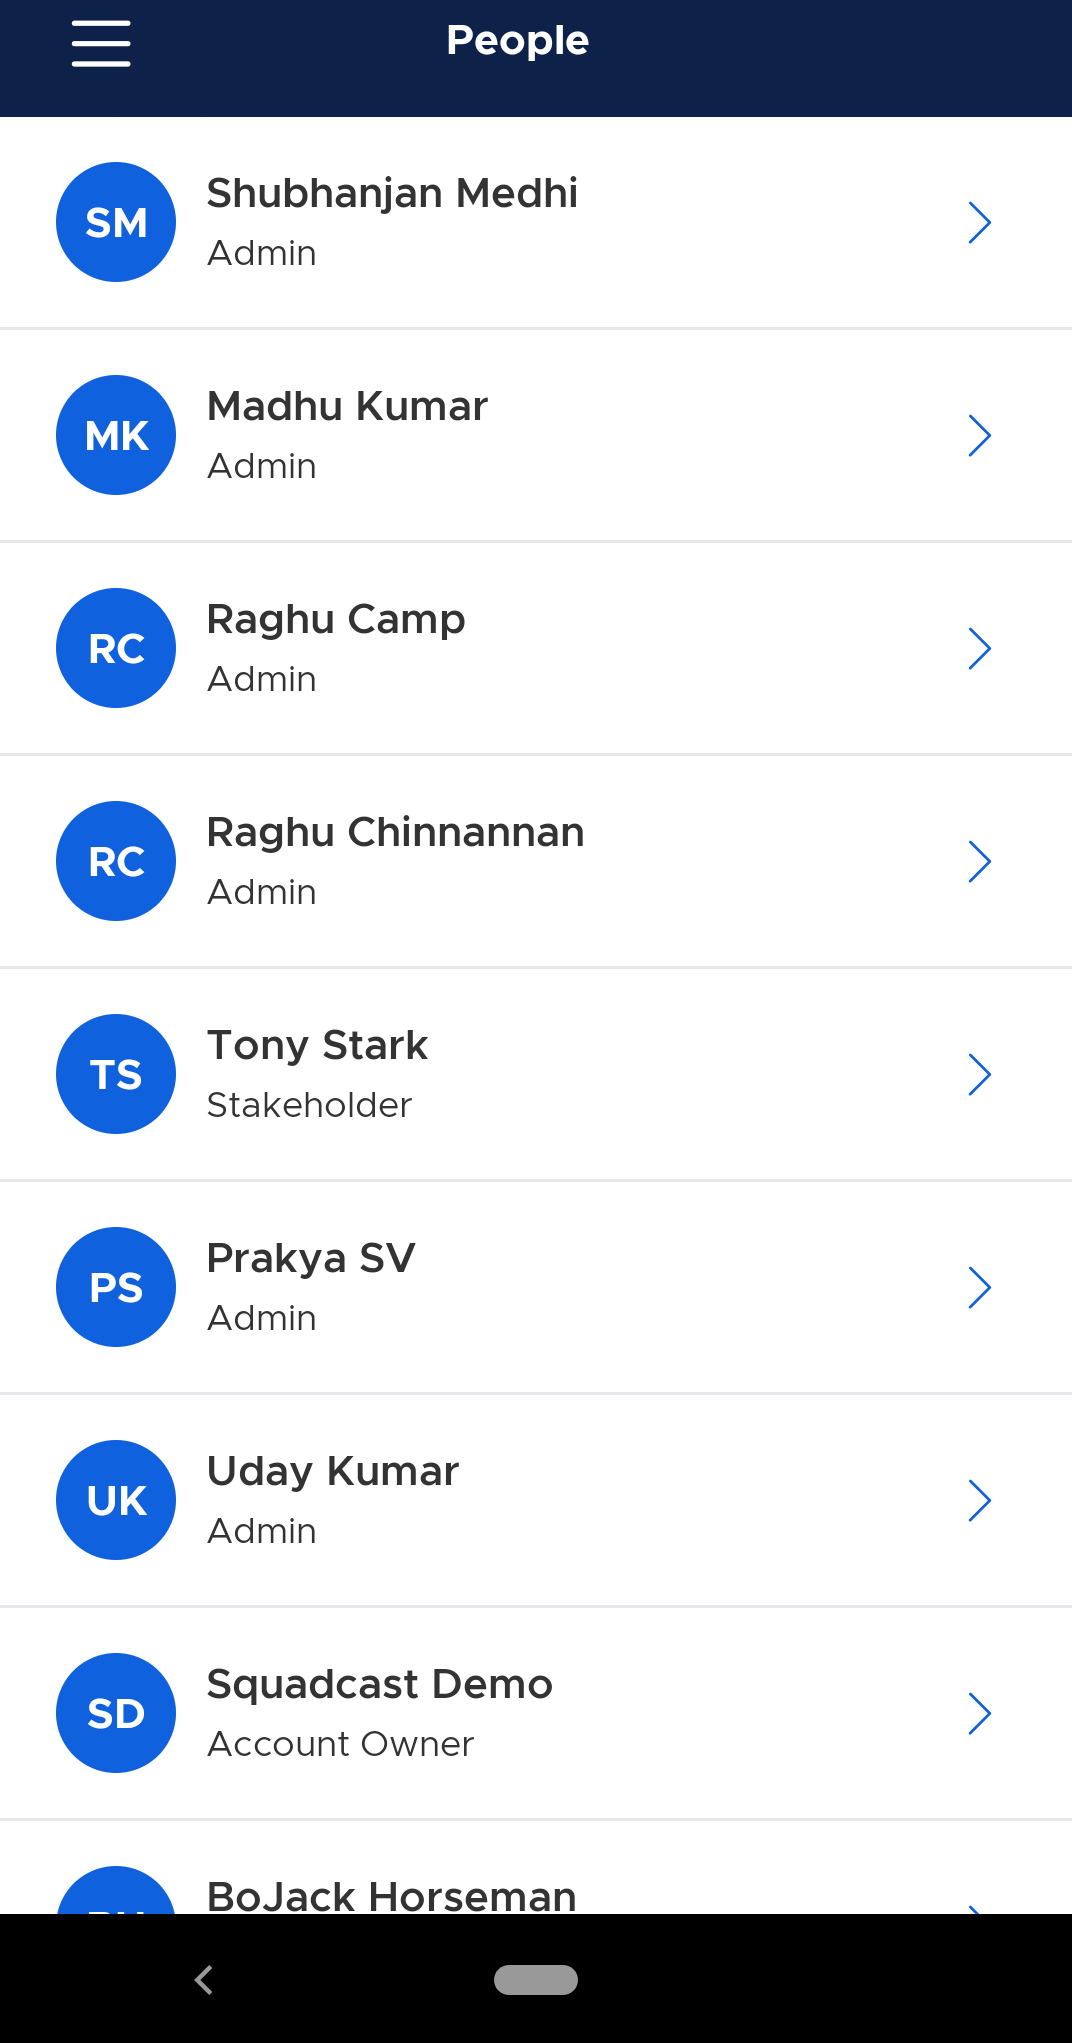 People
SM
Shubhanjan Medhi
Admin
MK
Madhu Kumar
Admin
RC
Raghu Camp
Admin
RC
Raghu Chinnannan
Admin
TS
Tony Stark
Stakeholder
PS
Prakya SV
Admin
UK
Uday Kumar
Admin
SD
Squadcast Demo
Account Owner
BoJack Horseman